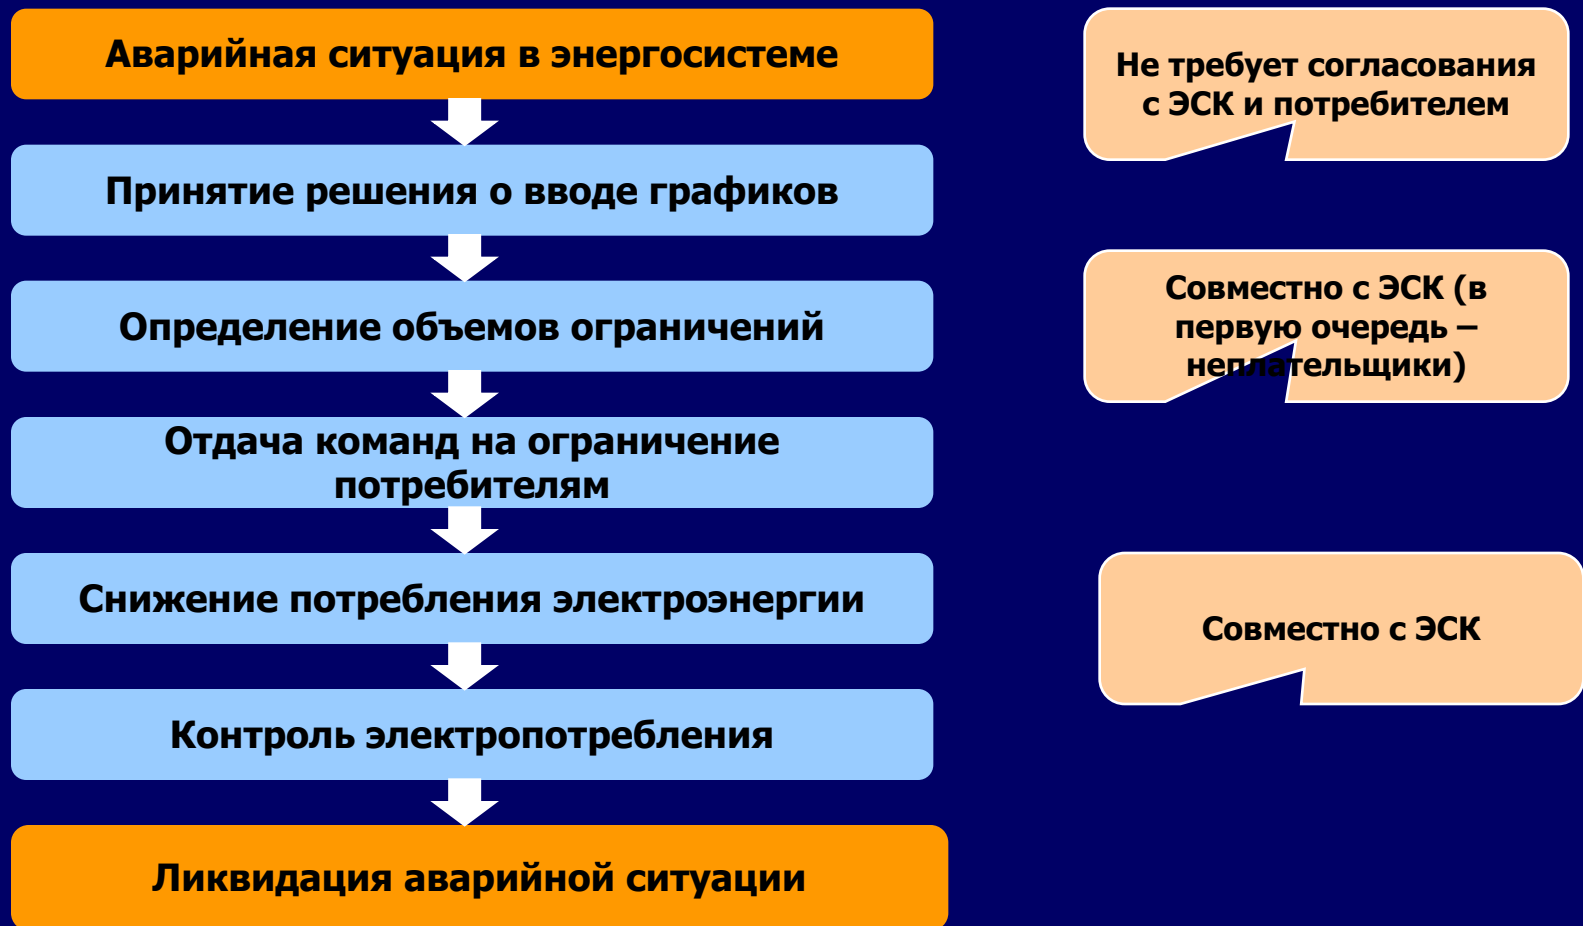 Аварийная ситуация в энергосистеме
Не требует согласования
с ЭСК и потребителем
Принятие решения о вводе графиков
Определение объемов ограничений
Совместно с ЭСК (в
первую очередь –
неплательщики)
Отдача команд на ограничение
потребителям
Снижение потребления электроэнергии
Совместно с ЭСК
Контроль электропотребления
Ликвидация аварийной ситуации